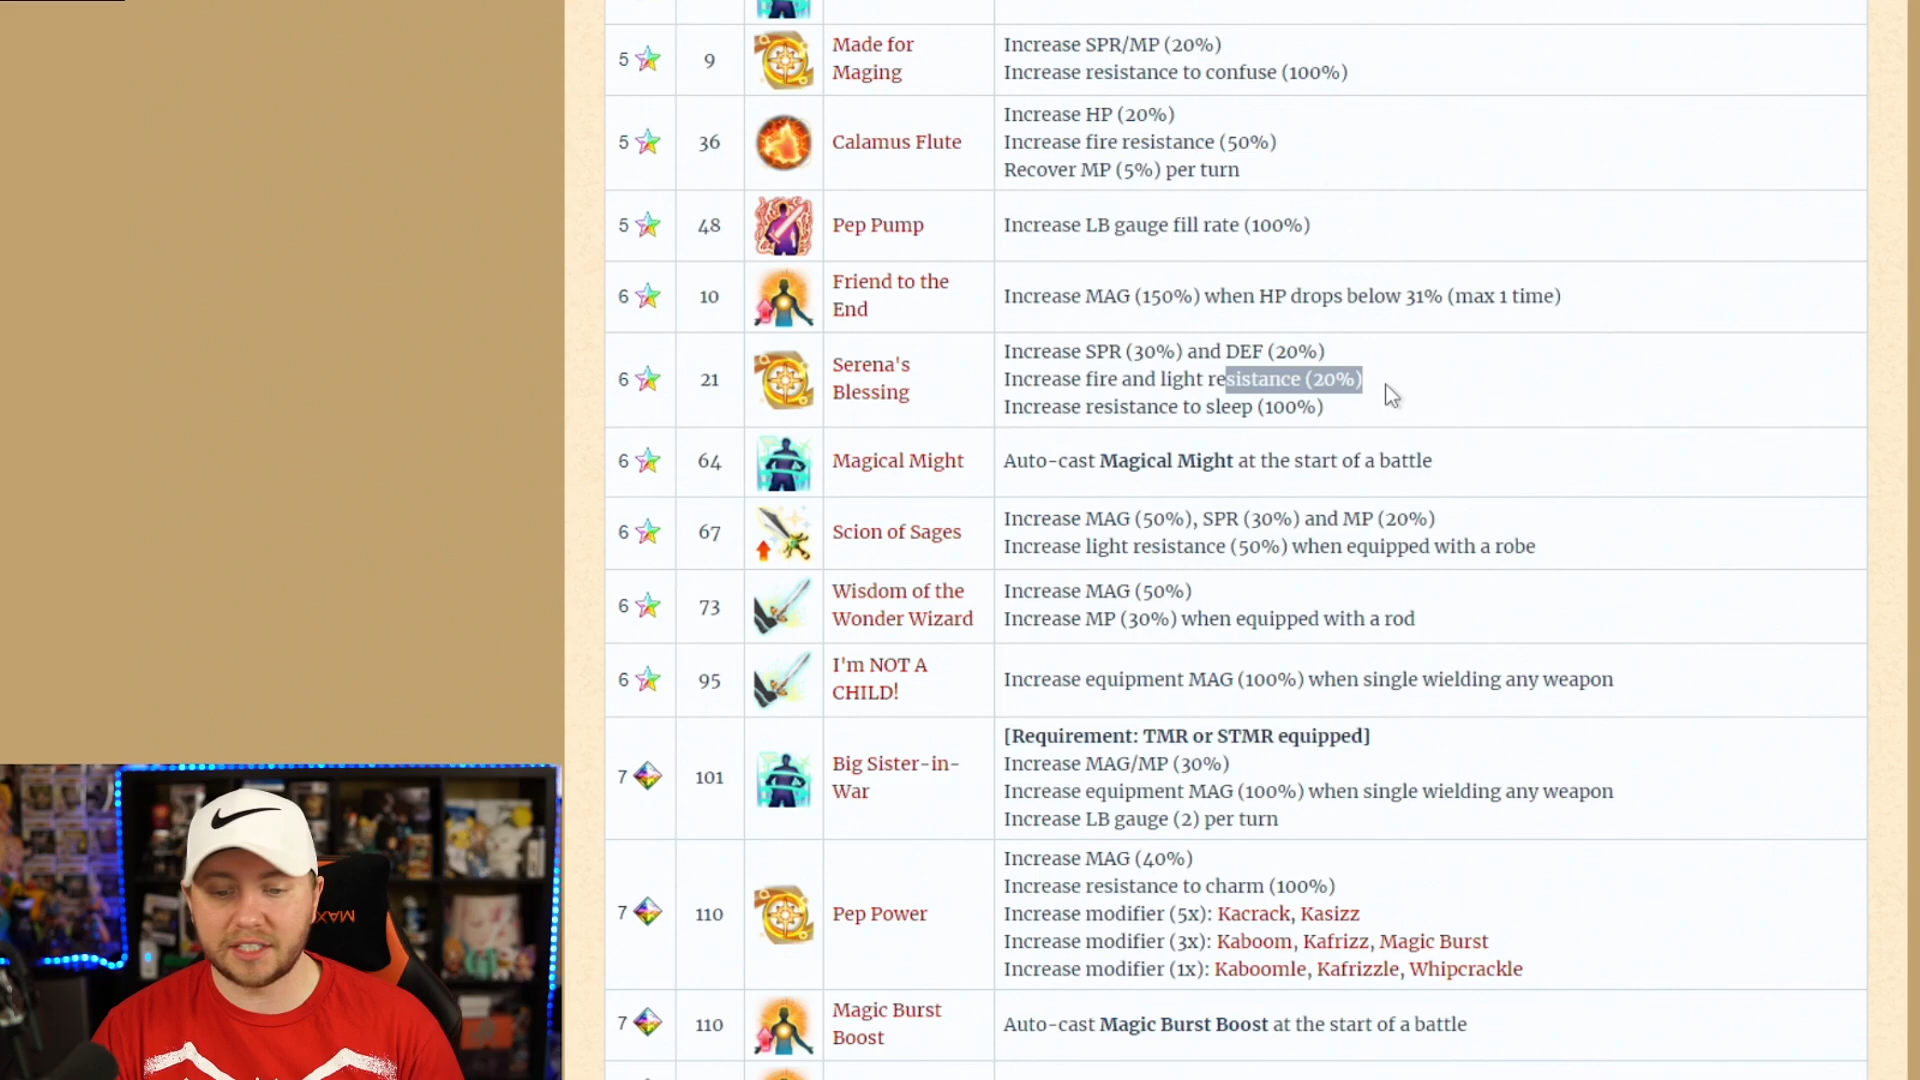 5 9 Made for Maging Increase SPR/MP (20%)
Increase resistance to confuse (100%)
5 36 Calamus Flute Increase HP (20%)
Increase fire resistance (50%)
Recover MP (5%) per turn
5 48 Pep Pump Increase LB gauge fill rate (100%)
6 10 Friend to the End Increase MAG (150%) when HP drops below 31% (max 1 time)
6 21 Serena's Blessing Increase SPR (30%) and DEF (20%)
Increase fire and light resistance (20%)
Increase resistance to sleep (100%)
6 64 Magical Might Auto-cast Magical Might at the start of a battle
6 67 Scion of Sages Increase MAG (50%), SPR (30%) and MP (20%)
Increase light resistance (50%) when equipped with a robe
6 73 Wisdom of the Wonder Wizard Increase MAG (50%)
Increase MP (30%) when equipped with a rod
6 95 I'm NOT A CHILD! Increase equipment MAG (100%) when single wielding any weapon
7 101 Big Sister-in-War [Requirement: TMR or STMR equipped]
Increase MAG/MP (30%)
Increase equipment MAG (100%) when single wielding any weapon
Increase LB gauge (2) per turn
7 110 Pep Power Increase MAG (40%)
Increase resistance to charm (100%)
Increase modifier (5x): Kacrack, Kasizz
Increase modifier (3x): Kaboom, Kafrizz, Magic Burst
Increase modifier (1x): Kaboomle, Kafrizzle, Whipcrackle
7 110 Magic Burst Boost Auto-cast Magic Burst Boost at the start of a battle